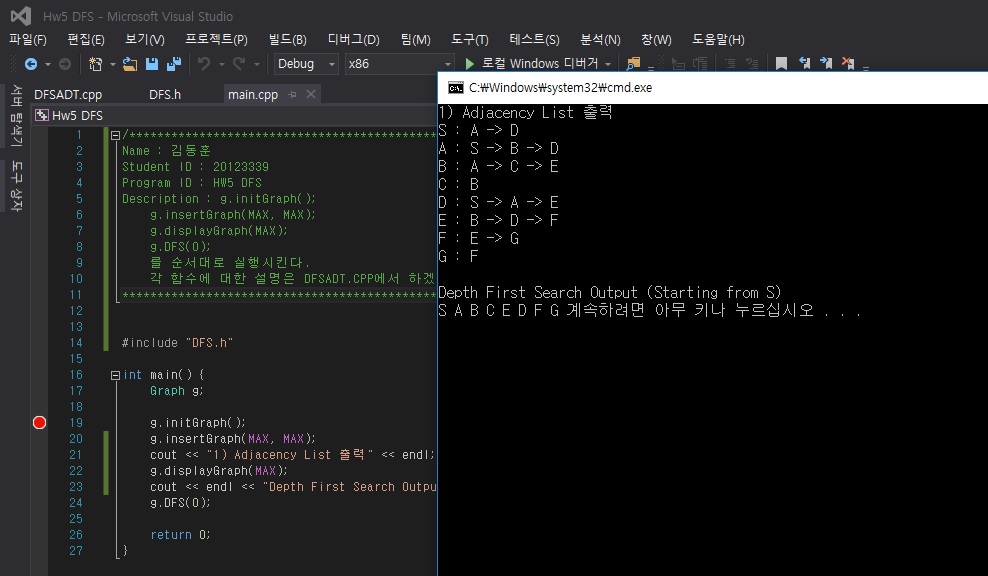 Hw5 DFS - Microsoft Visual Studio
파일(F) 편집(E) 보기(V) 프로젝트(P) 빌드(B) 디버그(D) 팀(M) 도구(T) 테스트(S) 분석(N) 창(W) 도움말(H)
Debug x86 로컬 Windows 디버거
서버 탐색기
도구 상자
DFSADT.cpp DFS.h main.cpp
Hw5 DFS
1 /****************************************
2 Name : 김동훈
3 Student ID : 20123339
4 Program ID : HW5 DFS
5 Description : g.initGraph();
6 g.insertGraph(MAX, MAX);
7 g.displayGraph(MAX);
8 g.DFS(0);
9 를 순서대로 실행시킨다.
10 각 함수에 대한 설명은 DFSADT.CPP에서 하겠
11 ****************************************
12
13
14 #include "DFS.h"
15
16 int main() {
17 Graph g;
18
19 g.initGraph();
20 g.insertGraph(MAX, MAX);
21 cout << "1) Adjacency List 출력" << endl;
22 g.displayGraph(MAX);
23 cout << endl << "Depth First Search Outpu
24 g.DFS(0);
25
26 return 0;
27 }
C:\Windows\system32\cmd.exe
1) Adjacency List 출력
S : A -> D
A : S -> B -> D
B : A -> C -> E
C : B
D : S -> A -> E
E : B -> D -> F
F : E -> G
G : F
Depth First Search Output (Starting from S)
S A B C E D F G 계속하려면 아무 키나 누르십시오 . . .